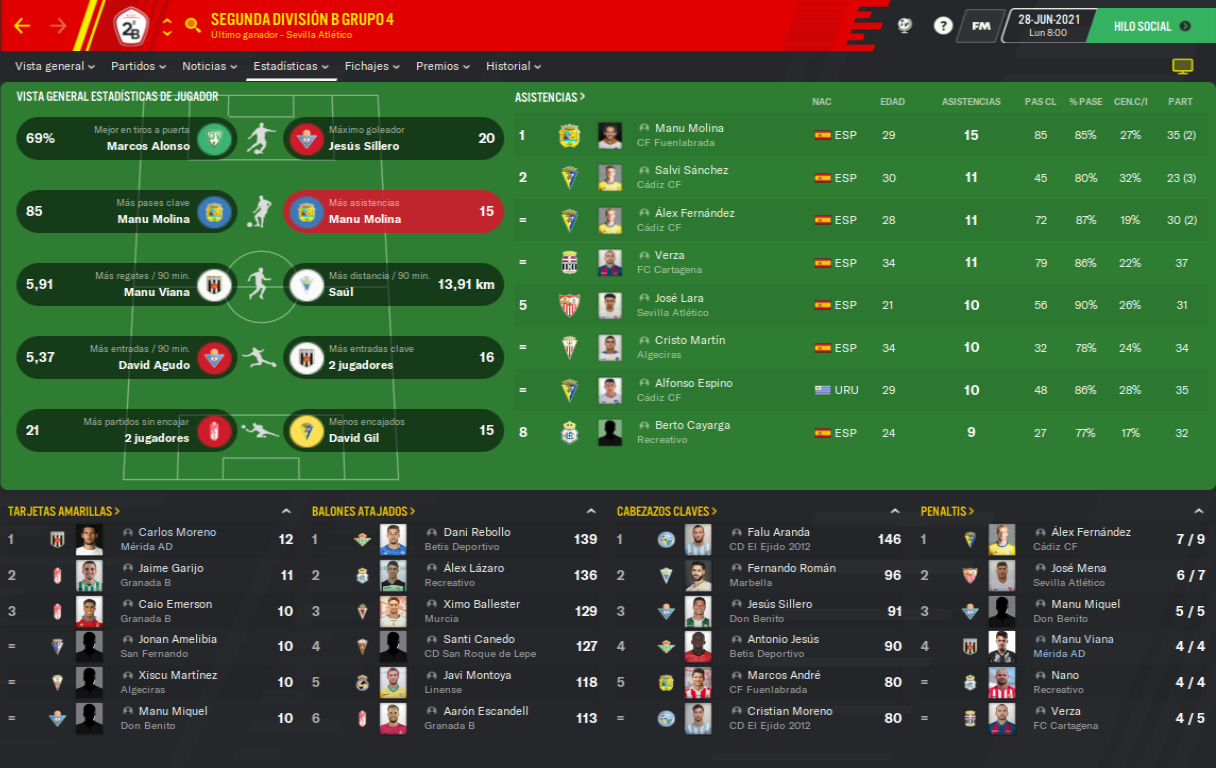 SEGUNDA DIVISIÓN B GRUPO 4
Último ganador - Sevilla Atlético
2ªB
?
FM
28-JUN-2021
Lun 8:00
HILO SOCIAL
Vista general Partidos Noticias Estadísticas Fichajes Premios Historial
VISTA GENERAL ESTADÍSTICAS DE JUGADOR
69% Mejor en tiros a puerta Marcos Alonso
Máximo goleador Jesús Sillero 20
85 Más pases clave Manu Molina
Más asistencias Manu Molina 15
5,91 Más regates / 90 min. Manu Viana
Más distancia / 90 min. Saúl 13,91 km
5,37 Más entradas / 90 min. David Agudo
Más entradas clave 2 jugadores 16
21 Más partidos sin encajar 2 jugadores
Menos encajados David Gil 15
ASISTENCIAS > NAC EDAD ASISTENCIAS PAS CL % PASE CEN.C/I PART
1 Manu Molina CF Fuenlabrada ESP 29 15 85 85% 27% 35 (2)
2 Salvi Sánchez Cádiz CF ESP 30 11 45 80% 32% 23 (3)
= Álex Fernández Cádiz CF ESP 28 11 72 87% 19% 30 (2)
= Verza FC Cartagena ESP 34 11 79 86% 22% 37
5 José Lara Sevilla Atlético ESP 21 10 56 90% 26% 31
= Cristo Martín Algeciras ESP 34 10 32 78% 24% 34
= Alfonso Espino Cádiz CF URU 29 10 48 86% 28% 35
8 Berto Cayarga Recreativo ESP 24 9 27 77% 17% 32
TARJETAS AMARILLAS >
1 Carlos Moreno Mérida AD 12
2 Jaime Garijo Granada B 11
3 Caio Emerson Granada B 10
= Jonan Amelibia San Fernando 10
= Xiscu Martínez Algeciras 10
= Manu Miquel Don Benito 10
BALONES ATAJADOS >
1 Dani Rebollo Betis Deportivo 139
2 Álex Lázaro Recreativo 136
3 Ximo Ballester Murcia 129
4 Santi Canedo CD San Roque de Lepe 127
5 Javi Montoya Linense 118
6 Aarón Escandell Granada B 113
CABEZAZOS CLAVES >
1 Falu Aranda CD El Ejido 2012 146
2 Fernando Román Marbella 96
3 Jesús Sillero Don Benito 91
4 Antonio Jesús Betis Deportivo 90
5 Marcos André CF Fuenlabrada 80
= Cristian Moreno CD El Ejido 2012 80
PENALTIS >
1 Álex Fernández Cádiz CF 7 / 9
2 José Mena Sevilla Atlético 6 / 7
3 Manu Miquel Don Benito 5 / 5
4 Manu Viana Mérida AD 4 / 4
= Nano Recreativo 4 / 4
= Verza FC Cartagena 4 / 5